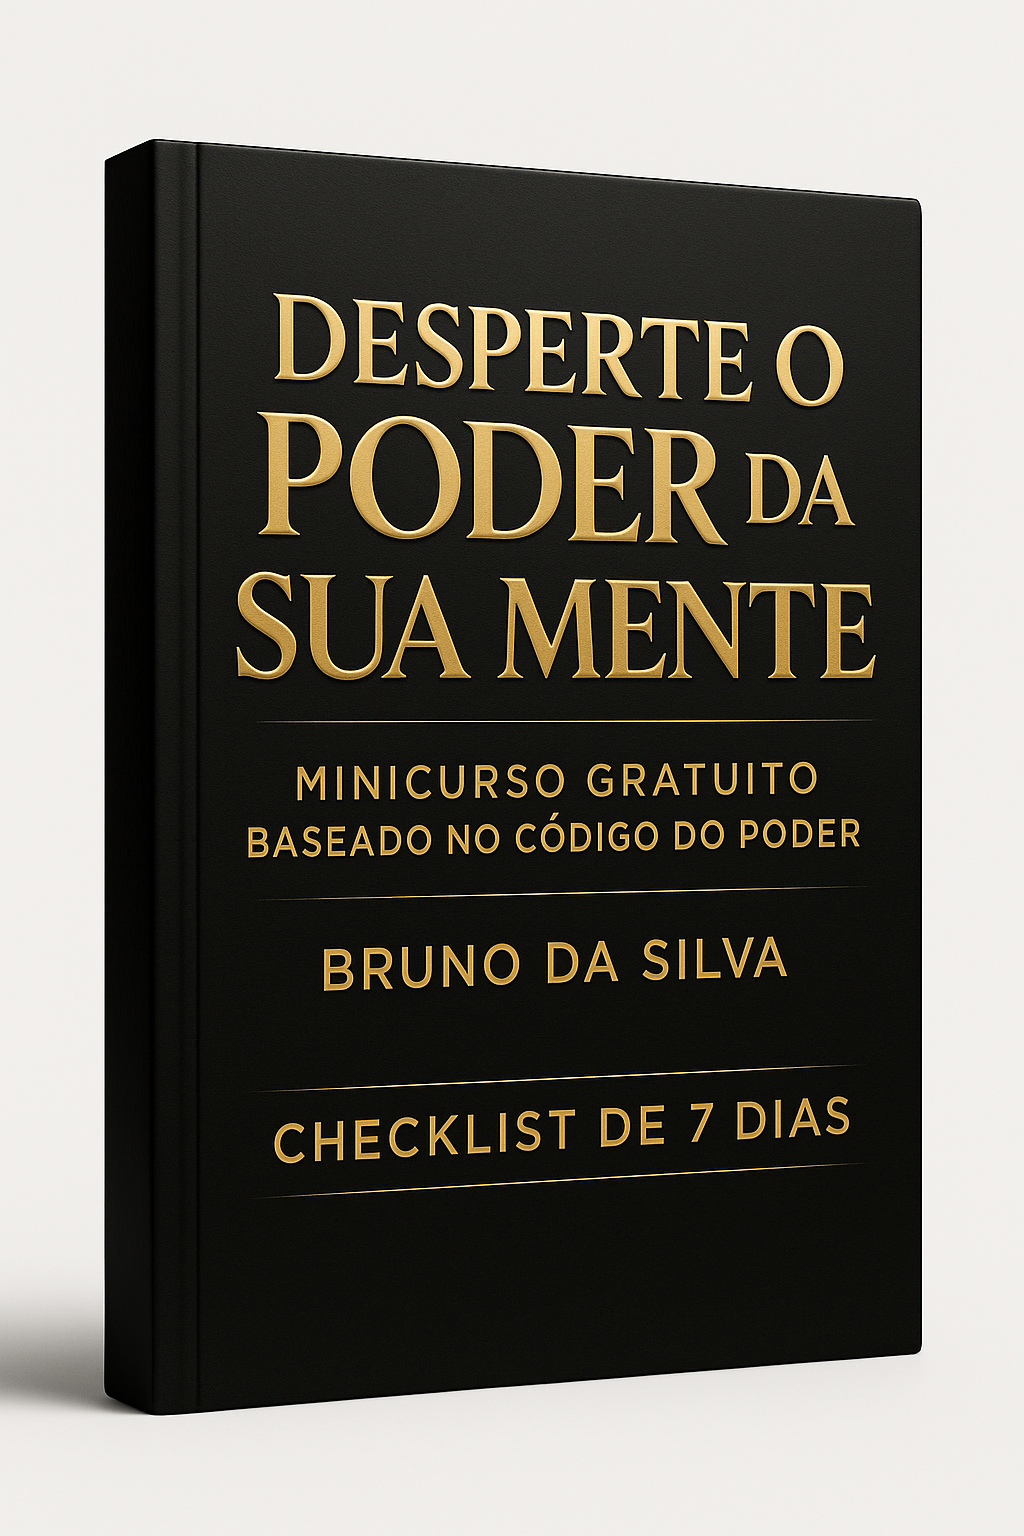 DESPERTE O
PODER DA
SUA MENTE
MINICURSO GRATUITO
BASEADO NO CÓDIGO DO PODER
BRUNO DA SILVA
CHECKLIST DE 7 DIAS